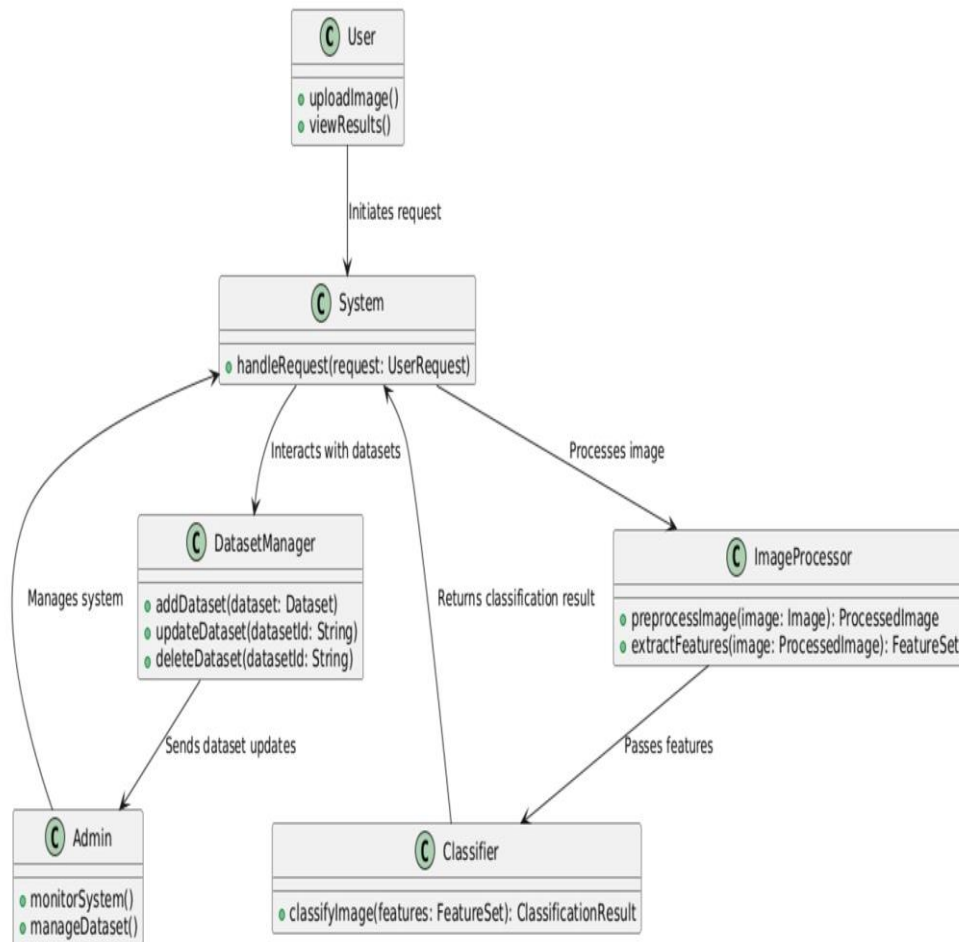 C User
uploadImage()
viewResults()
Initiates request
C System
handleRequest(request: UserRequest)
Interacts with datasets
Processes image
C DatasetManager
addDataset(dataset: Dataset)
updateDataset(datasetId: String)
deleteDataset(datasetId: String)
C ImageProcessor
preprocessImage(image: Image): ProcessedImage
extractFeatures(image: ProcessedImage): FeatureSet
Manages system
Returns classification result
Sends dataset updates
Passes features
C Admin
monitorSystem()
manageDataset()
C Classifier
classifyImage(features: FeatureSet): ClassificationResult